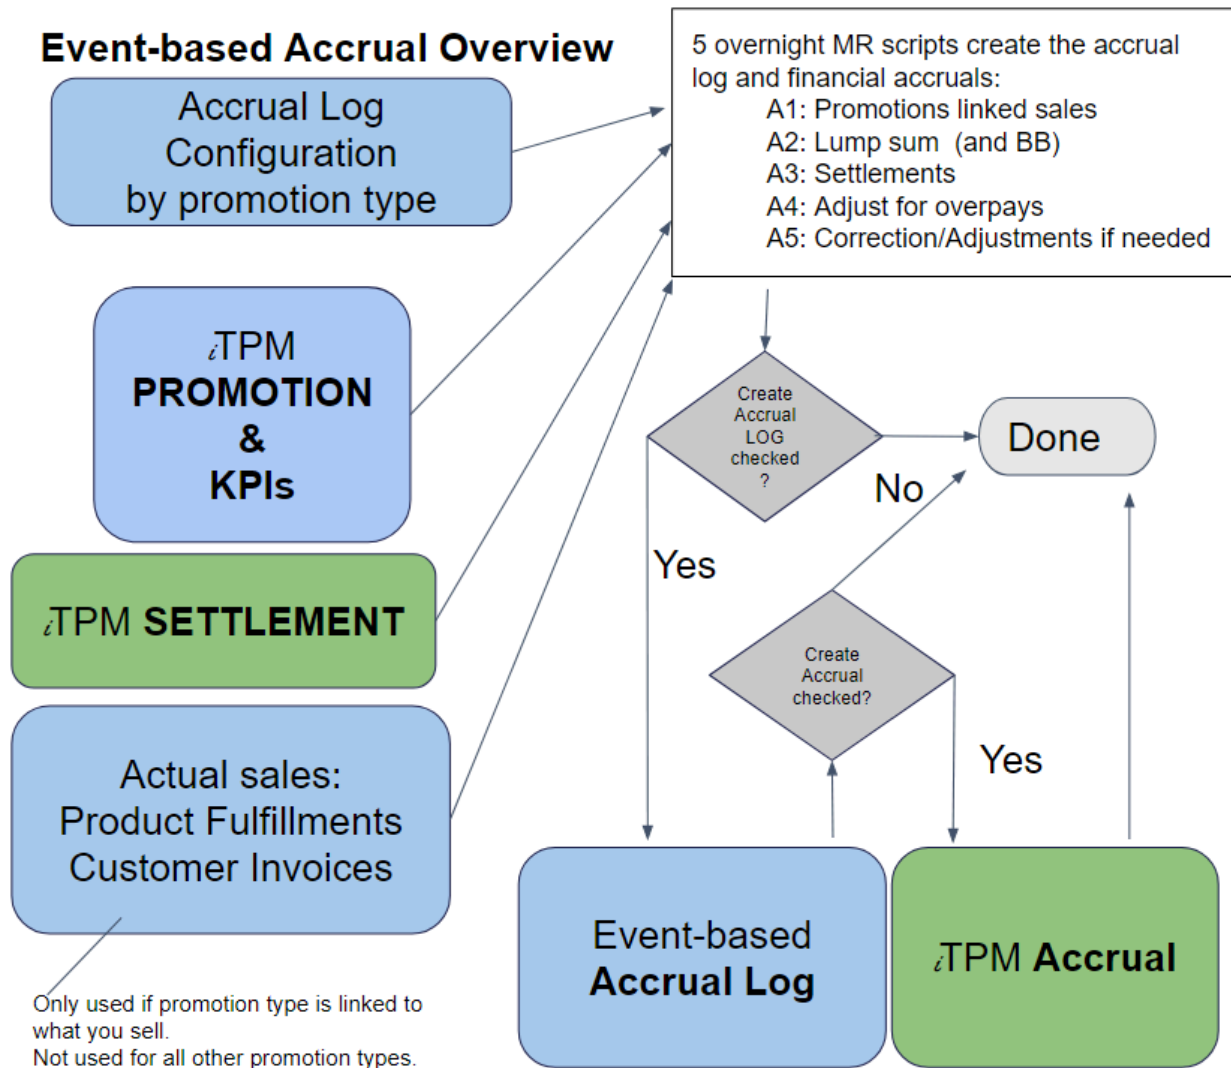 Event-based Accrual Overview
Accrual Log
Configuration
by promotion type
5 overnight MR scripts create the accrual
log and financial accruals:
A1: Promotions linked sales
A2: Lump sum  (and BB)
A3: Settlements
A4: Adjust for overpays
A5: Correction/Adjustments if needed
iTPM
PROMOTION
&
KPIs
Create
Accrual
LOG
checked
?
Done
No
Yes
iTPM SETTLEMENT
Create
Accrual
checked?
Yes
Actual sales:
Product Fulfillments
Customer Invoices
Event-based
Accrual Log
iTPM Accrual
Only used if promotion type is linked to
what you sell.
Not used for all other promotion types.